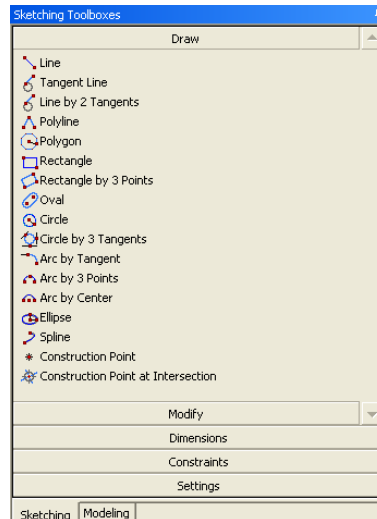 Sketching Toolboxes
Draw
Line
Tangent Line
Line by 2 Tangents
Polyline
Polygon
Rectangle
Rectangle by 3 Points
Oval
Circle
Circle by 3 Tangents
Arc by Tangent
Arc by 3 Points
Arc by Center
Ellipse
Spline
Construction Point
Construction Point at Intersection
Modify
Dimensions
Constraints
Settings
Sketching Modeling